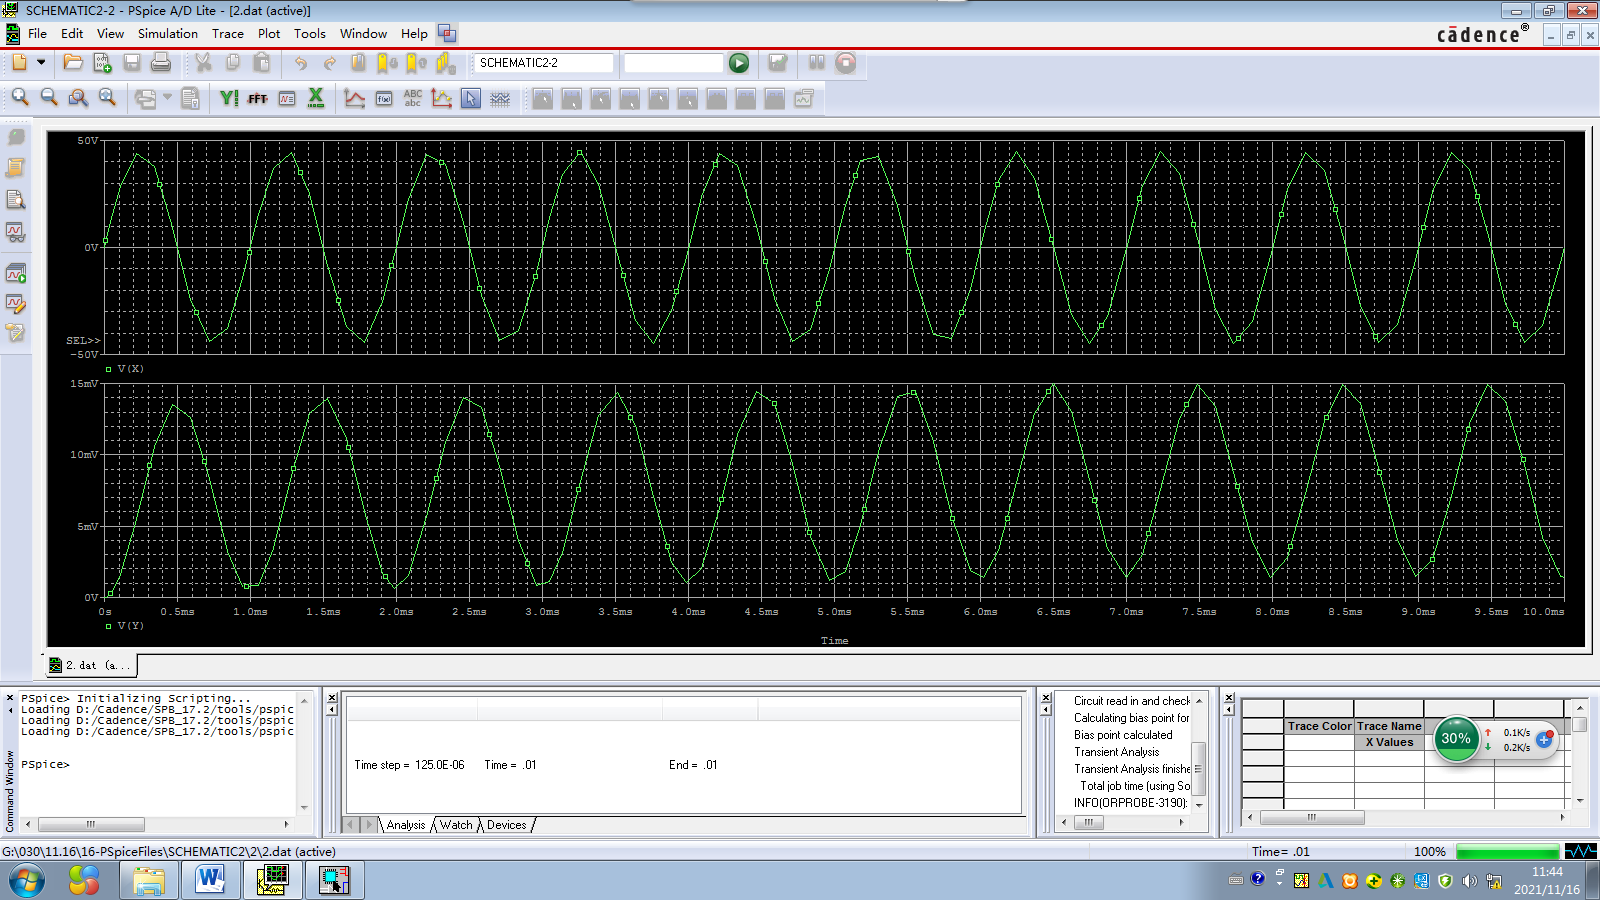 SCHEMATIC2-2 - PSpice A/D Lite - [2.dat (active)]
File Edit View Simulation Trace Plot Tools Window Help
cādence®
SCHEMATIC2-2
FFT
ABC
abc
50V
0V
SEL>>
-50V
V(X)
15mV
10mV
5mV
0V
0s 0.5ms 1.0ms 1.5ms 2.0ms 2.5ms 3.0ms 3.5ms 4.0ms 4.5ms 5.0ms 5.5ms 6.0ms 6.5ms 7.0ms 7.5ms 8.0ms 8.5ms 9.0ms 9.5ms 10.0ms
V(Y)
Time
2.dat (a...
Command Window
PSpice> Initializing Scripting...
Loading D:/Cadence/SPB_17.2/tools/pspic
Loading D:/Cadence/SPB_17.2/tools/pspic
Loading D:/Cadence/SPB_17.2/tools/pspic
PSpice>
Time step = 125.0E-06 Time = .01 End = .01
Analysis Watch Devices
Circuit read in and check
Calculating bias point for
Bias point calculated
Transient Analysis
Transient Analysis finishe
Total job time (using So
INFO(ORPROBE-3190):
Trace Color Trace Name
X Values
30%
0.1K/s
0.2K/s
G:\030\11.16\16-PSpiceFiles\SCHEMATIC2\2\2.dat (active)
Time= .01 100%
11:44
2021/11/16